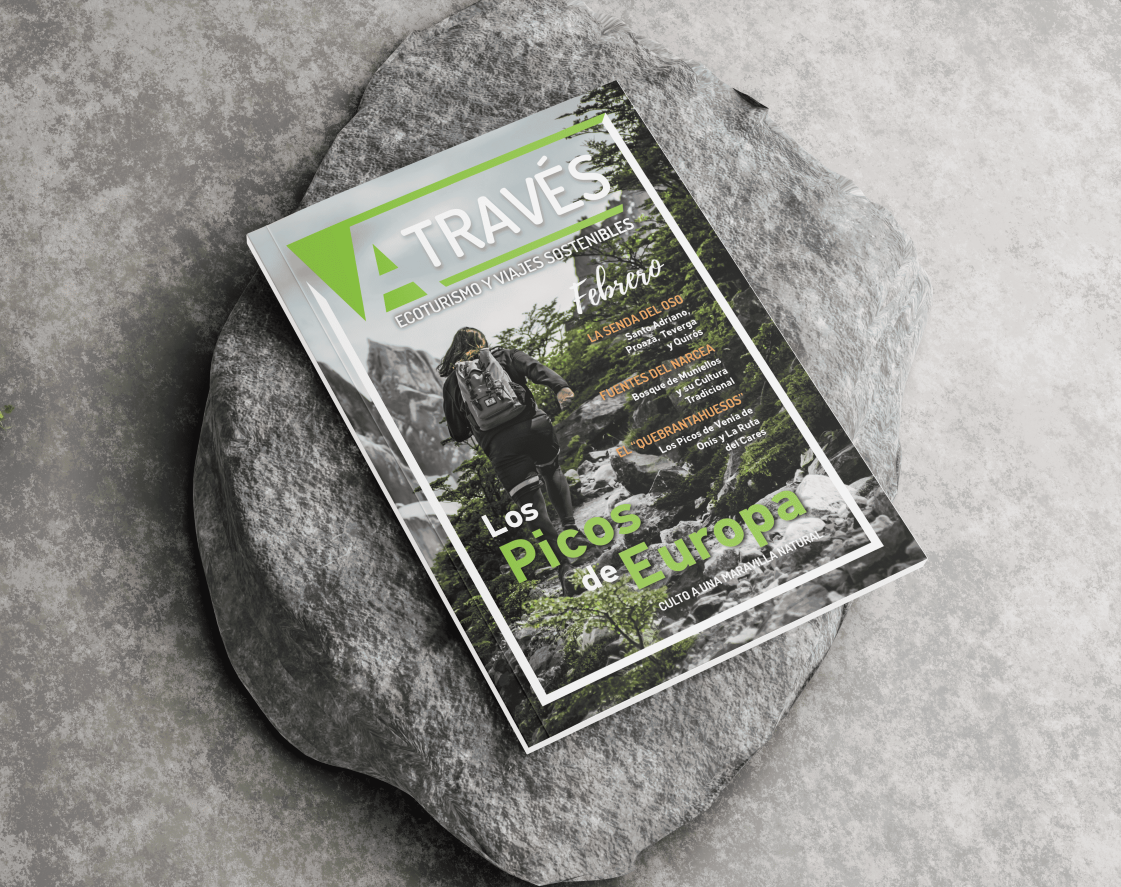 A TRAVÉS
ECOTURISMO Y VIAJES SOSTENIBLES
Febrero
LA SENDA DEL OSO
Santo Adriano,
Proaza, Teverga
y Quirós
FUENTES DEL NARCEA
Bosque de Muniellos
y su Cultura
Tradicional
EL "QUEBRANTAHUESOS"
Los Picos de Venia de
Onis y La Ruta
del Cares
Los
Picos
de Europa
CULTO A UNA MARAVILLA NATURAL